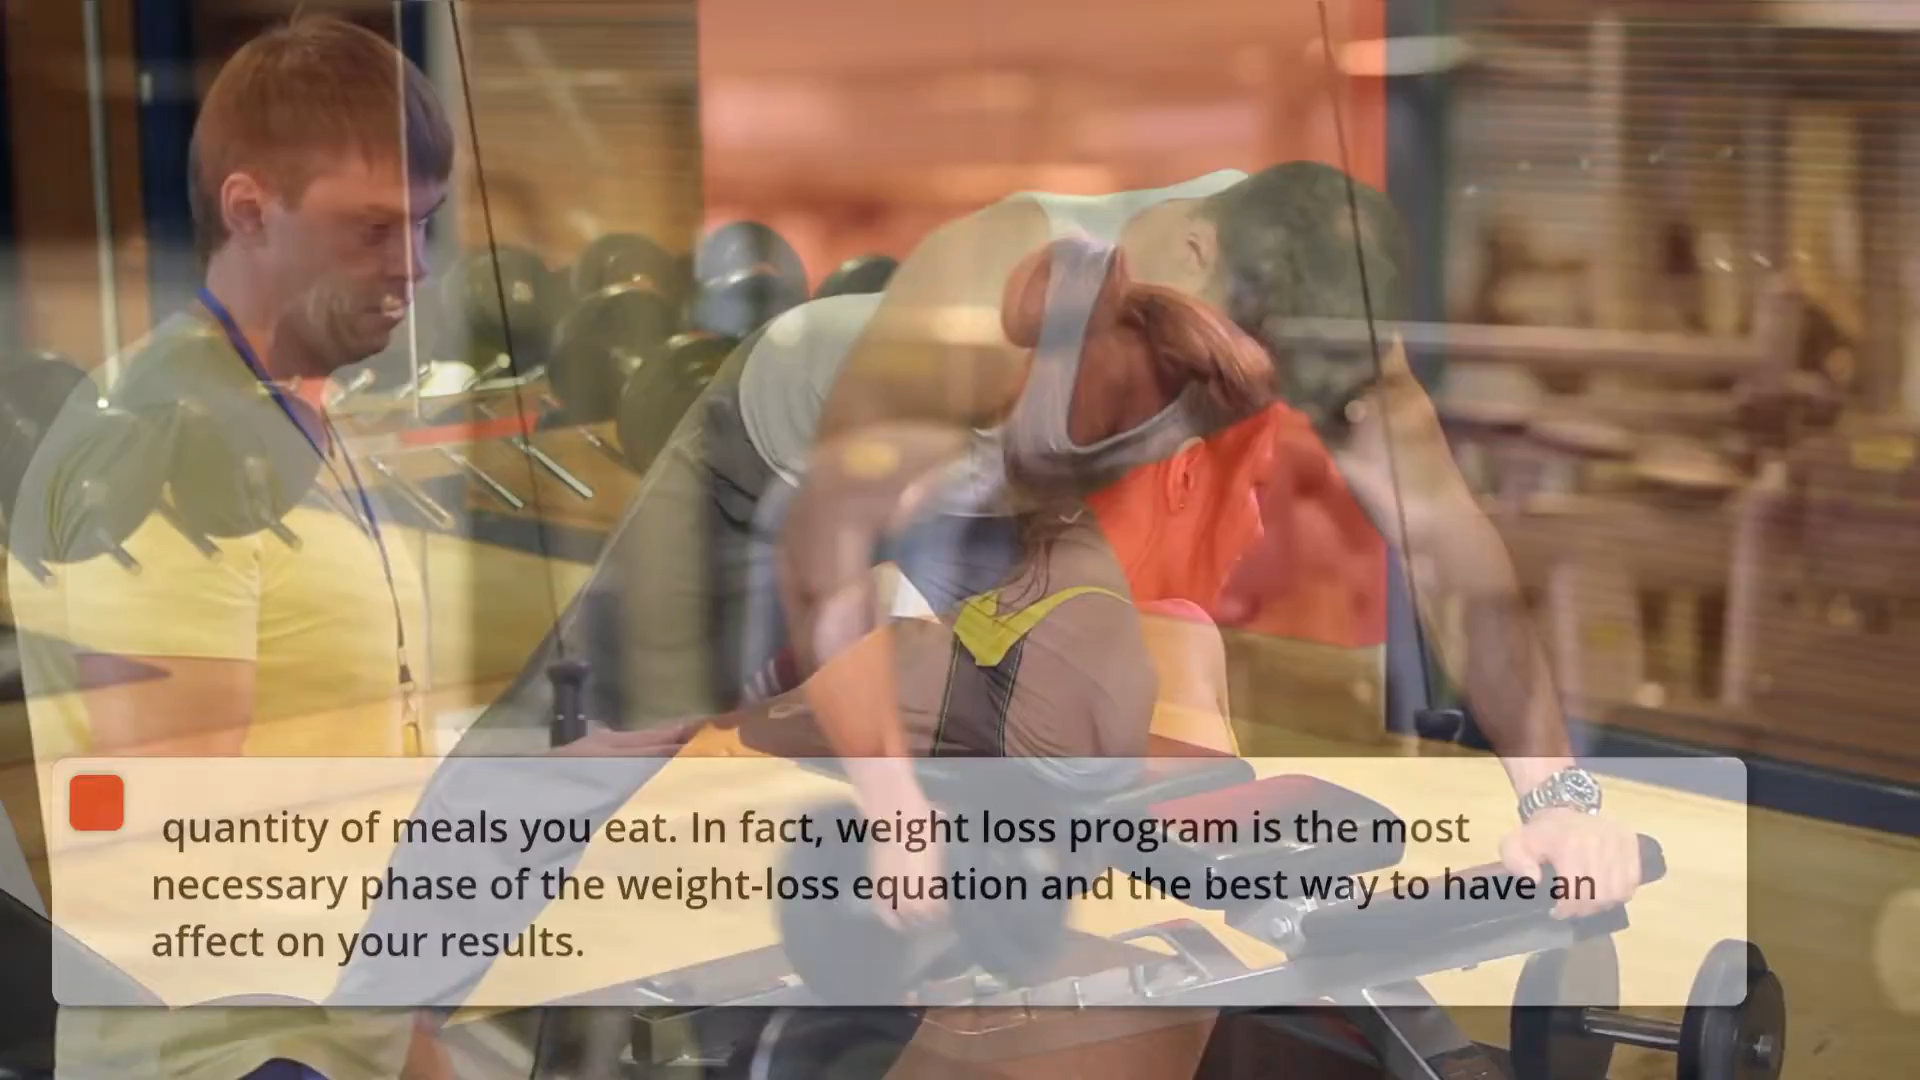 quantity of meals you eat. In fact, weight loss program is the most
necessary phase of the weight-loss equation and the best way to have an
affect on your results.